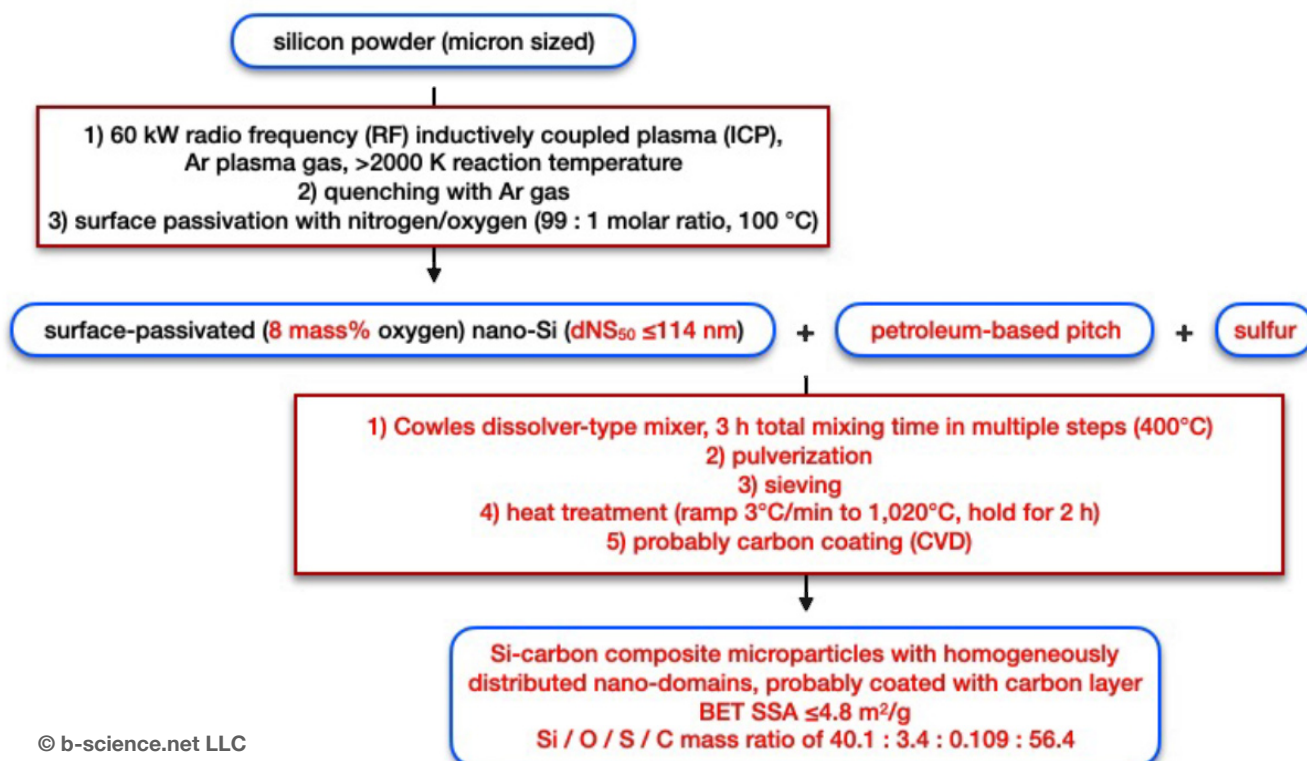 silicon powder (micron sized)
1) 60 kW radio frequency (RF) inductively coupled plasma (ICP),
Ar plasma gas, >2000 K reaction temperature
2) quenching with Ar gas
3) surface passivation with nitrogen/oxygen (99 : 1 molar ratio, 100 °C)
surface-passivated (8 mass% oxygen) nano-Si (dNS₅₀ ≤114 nm) + petroleum-based pitch + sulfur
1) Cowles dissolver-type mixer, 3 h total mixing time in multiple steps (400°C)
2) pulverization
3) sieving
4) heat treatment (ramp 3°C/min to 1,020°C, hold for 2 h)
5) probably carbon coating (CVD)
Si-carbon composite microparticles with homogeneously
distributed nano-domains, probably coated with carbon layer
BET SSA ≤4.8 m²/g
Si / O / S / C mass ratio of 40.1 : 3.4 : 0.109 : 56.4
© b-science.net LLC